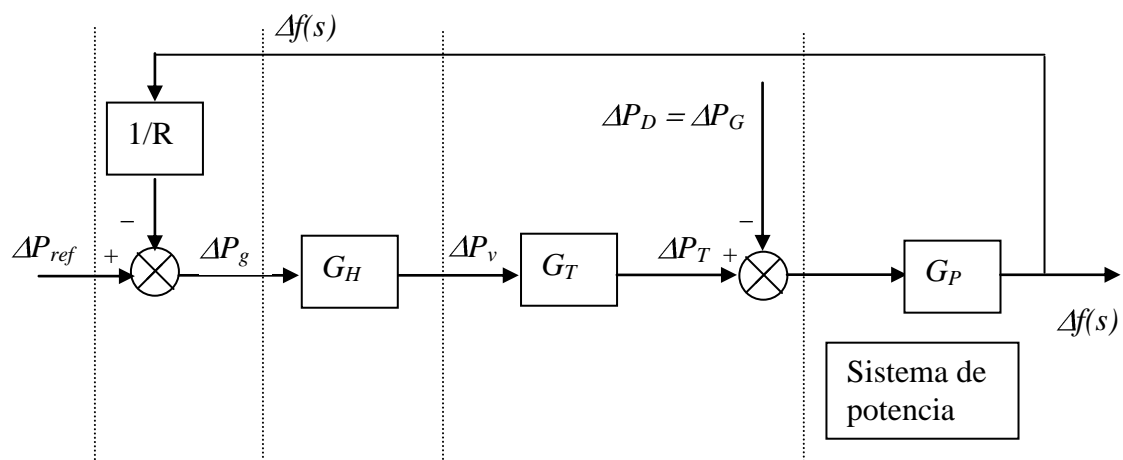 Δf(s)
1/R
ΔP_D = ΔP_G
−
−
ΔP_ref
+
ΔP_g
G_H
ΔP_v
G_T
ΔP_T
+
G_P
Δf(s)
Sistema de
potencia